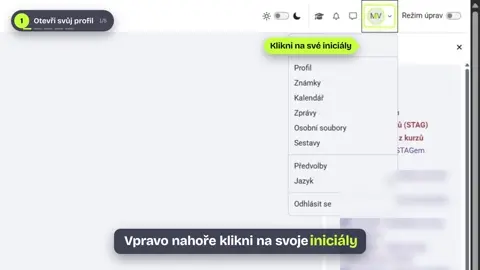 1 Otevři svůj profil 1/6
MV
Režim úprav
Klikni na své iniciály
Profil
Známky
Kalendář
Zprávy
Osobní soubory
Sestavy
Předvolby
Jazyk
Odhlásit se
(STAG)
z kurzů
STAGem
Vpravo nahoře klikni na svoje iniciály